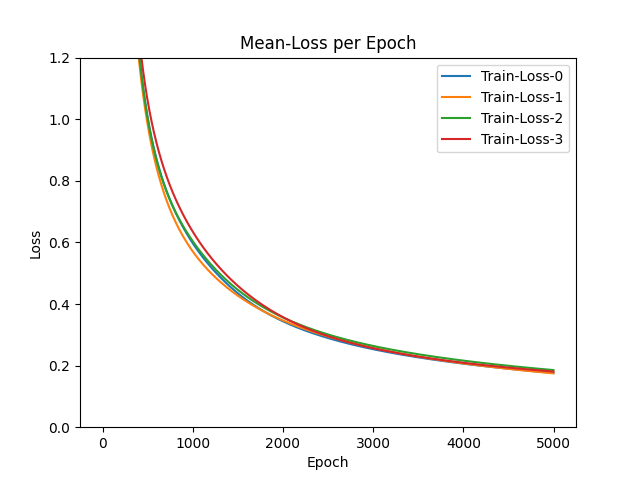 Mean-Loss per Epoch
1.2
1.0
0.8
0.6
0.4
0.2
0.0
Loss
Train-Loss-0
Train-Loss-1
Train-Loss-2
Train-Loss-3
0 1000 2000 3000 4000 5000
Epoch